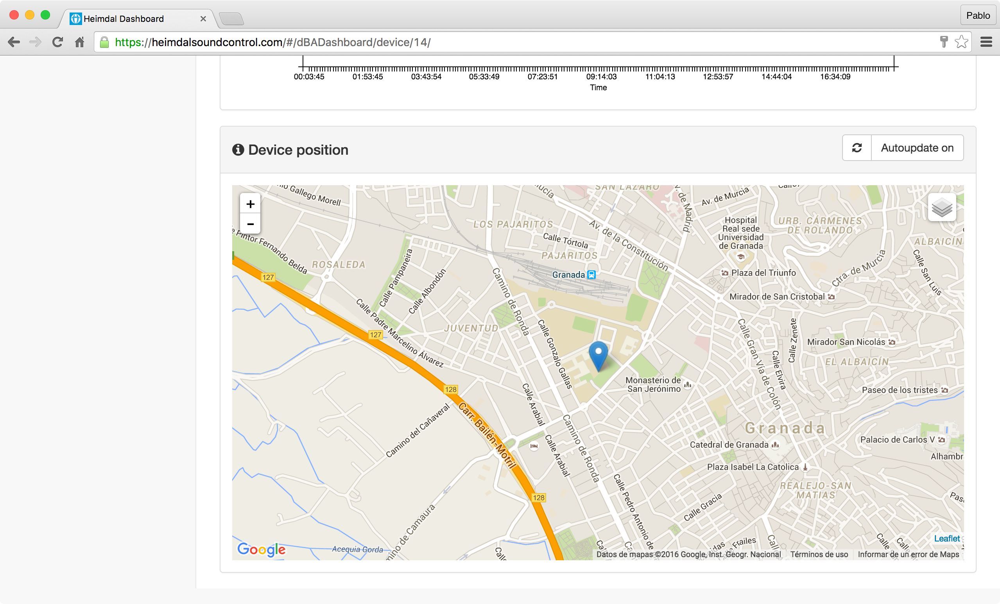 Heimdal Dashboard
Pablo
https://heimdalsoundcontrol.com/#/dBADashboard/device/14/
00:03:45 01:53:45 03:43:54 05:33:49 07:23:51 09:14:03 11:04:13 12:53:57 14:44:04 16:34:09
Time
Device position
Autoupdate on
+
−
Gallego Morell
SAN LÁZARO
Av. de Murcia
v. de Madrid
LOS PAJARITOS
Calle Tórtola
PAJARITOS
Av. de la Constitución
Hospital
Real sede
Universidad
de Granada
URB. CÁRMENES
DE ROLANDO
ALBAICÍN
e Pintor Fernando Belda
ROSALEDA
Calle Pampaneira
Calle Albondón
Camino de Ronda
Granada
Plaza del Triunfo
Mirador de San Cristobal
Ctra. de Murcia
Calle San Luis
127
127
Calle Padre Marcelino Álvarez
JUVENTUD
Calle Gonzalo Gallas
Calle Gran Vía de Colón
Calle Elvira
Calle Zenete
Mirador San Nicolás
EL ALBAICÍN
Monasterio de
San Jerónimo
Paseo de los tristes
128
Carr. Bailén-Motril
Camino del Cañaveral
Calle Arabial
Calle Arabial
Camino de Ronda
Granada
Catedral de Granada
Palacio de Carlos V
Alhambr
Plaza Isabel La Catolica
REALEJO-SAN
MATIAS
128
Calle Pedro Antonio de
Calle Gracia
Pas
mino de Camaura
Acequia Gorda
Calle
Frailes
Google
Leaflet
Datos de mapas ©2016 Google, Inst. Geogr. Nacional
Términos de uso
Informar de un error de Maps